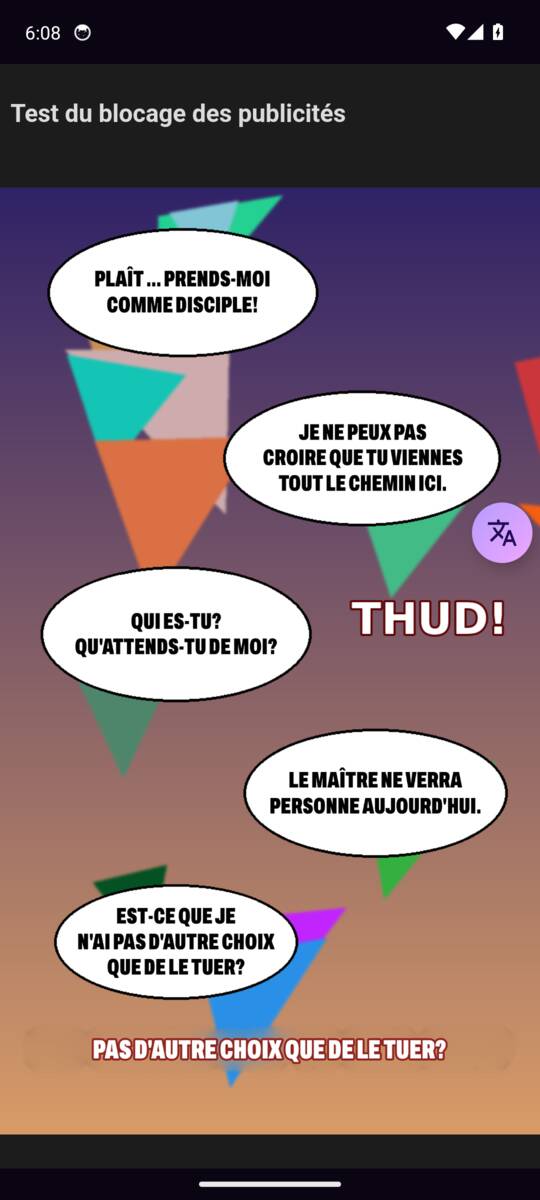 6:08
Test du blocage des publicités
PLAÎT ... PRENDS-MOI
COMME DISCIPLE!
JE NE PEUX PAS
CROIRE QUE TU VIENNES
TOUT LE CHEMIN ICI.
QUI ES-TU?
QU'ATTENDS-TU DE MOI?
THUD!
LE MAÎTRE NE VERRA
PERSONNE AUJOURD'HUI.
EST-CE QUE JE
N'AI PAS D'AUTRE CHOIX
QUE DE LE TUER?
PAS D'AUTRE CHOIX QUE DE LE TUER?